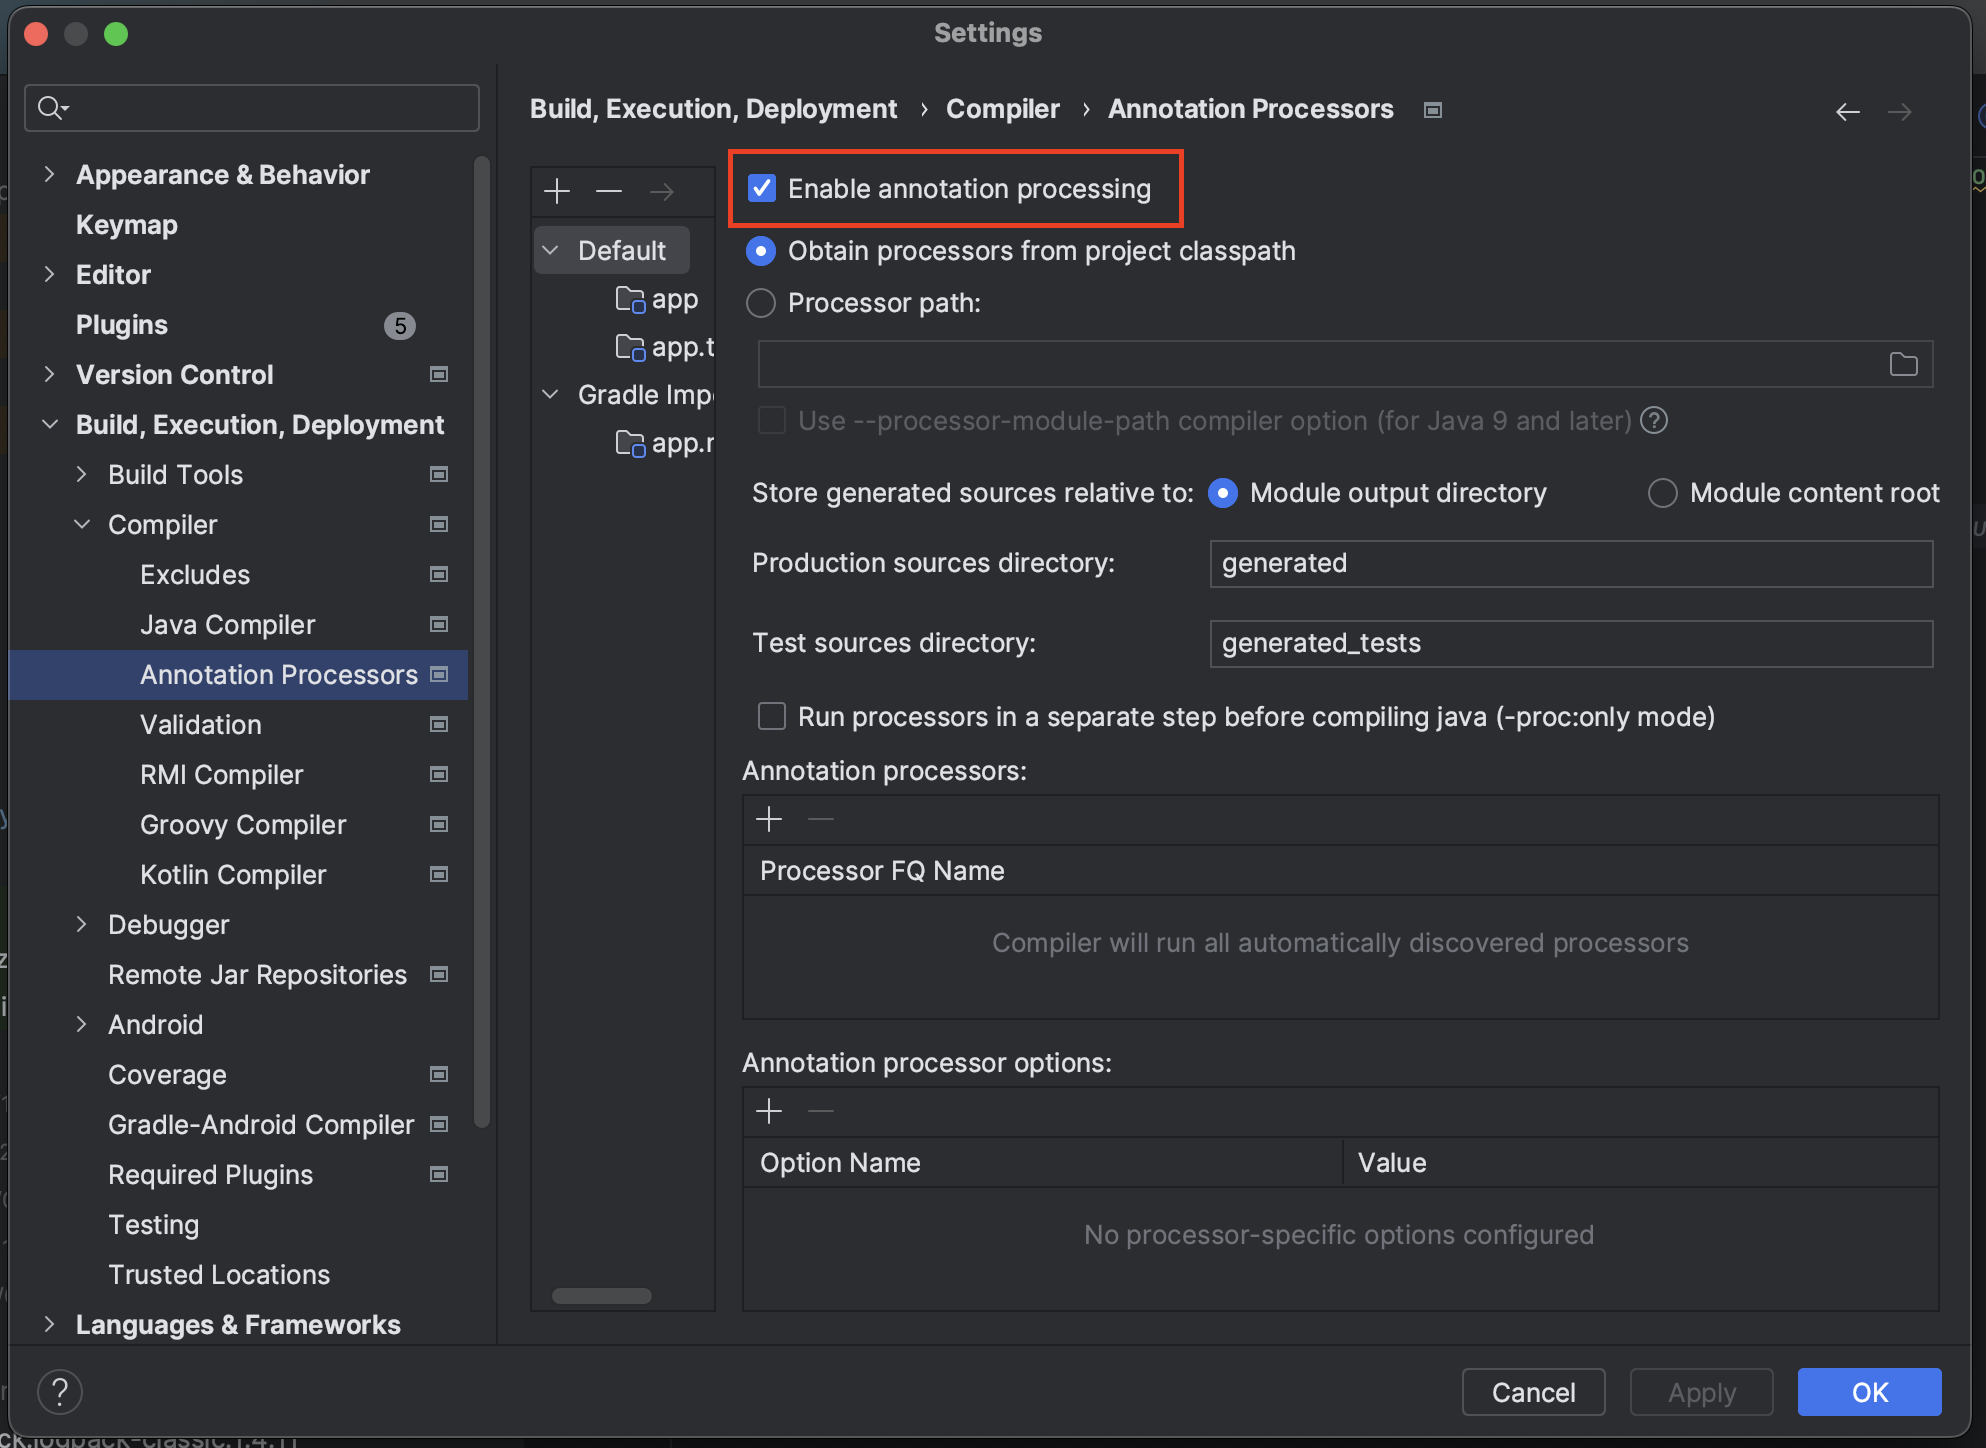 Settings
Build, Execution, Deployment › Compiler › Annotation Processors
Appearance & Behavior
Keymap
Editor
Plugins 5
Version Control
Build, Execution, Deployment
Build Tools
Compiler
Excludes
Java Compiler
Annotation Processors
Validation
RMI Compiler
Groovy Compiler
Kotlin Compiler
Debugger
Remote Jar Repositories
Android
Coverage
Gradle-Android Compiler
Required Plugins
Testing
Trusted Locations
Languages & Frameworks
Default
app
app.t
Gradle Imp
app.r
Enable annotation processing
Obtain processors from project classpath
Processor path:
Use --processor-module-path compiler option (for Java 9 and later) ?
Store generated sources relative to: Module output directory Module content root
Production sources directory: generated
Test sources directory: generated_tests
Run processors in a separate step before compiling java (-proc:only mode)
Annotation processors:
Processor FQ Name
Compiler will run all automatically discovered processors
Annotation processor options:
Option Name Value
No processor-specific options configured
? Cancel Apply OK